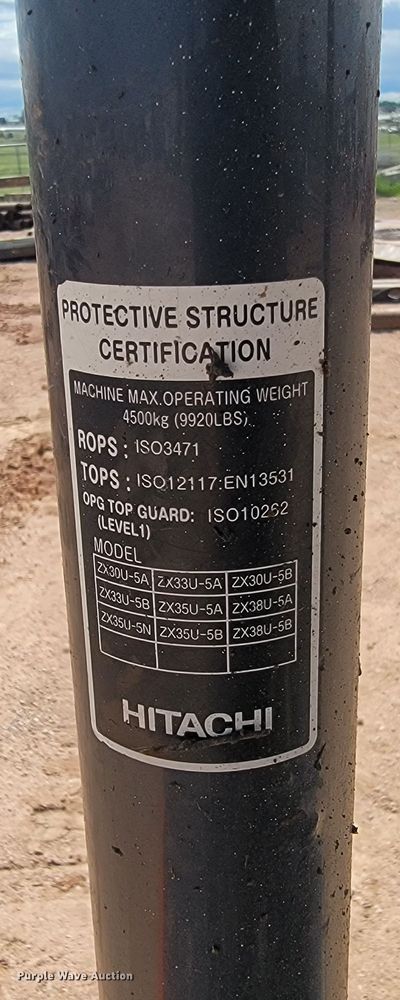 PROTECTIVE STRUCTURE
CERTIFICATION
MACHINE MAX.OPERATING WEIGHT
4500kg (9920LBS)
ROPS : ISO3471
TOPS : ISO12117:EN13531
OPG TOP GUARD: ISO10262
(LEVEL1)
MODEL
ZX30U-5A ZX33U-5A ZX30U-5B
ZX33U-5B ZX35U-5A ZX38U-5A
ZX35U-5N ZX35U-5B ZX38U-5B
HITACHI
Purple Wave Auction